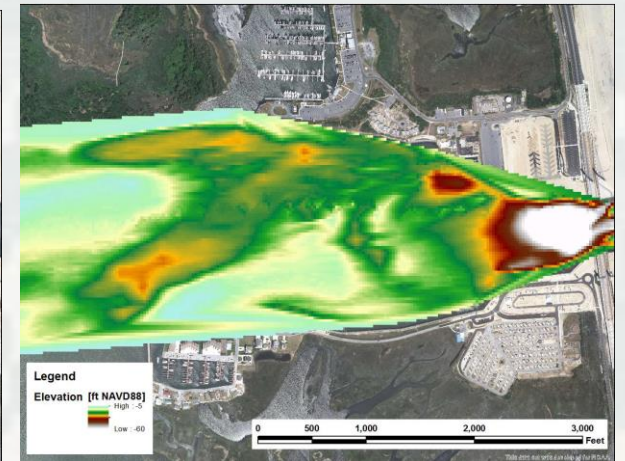 Legend
Elevation [ft NAVD88]
High : -5
Low : -60
0 500 1,000 2,000 3,000
Feet